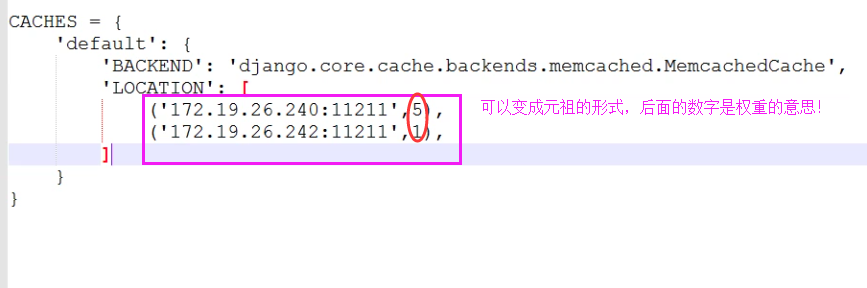 CACHES = {
    'default': {
        'BACKEND': 'django.core.cache.backends.memcached.MemcachedCache',
        'LOCATION': [
            ('172.19.26.240:11211',5),
            ('172.19.26.242:11211',1),
        ]
    }
}
可以变成元祖的形式，后面的数字是权重的意思！